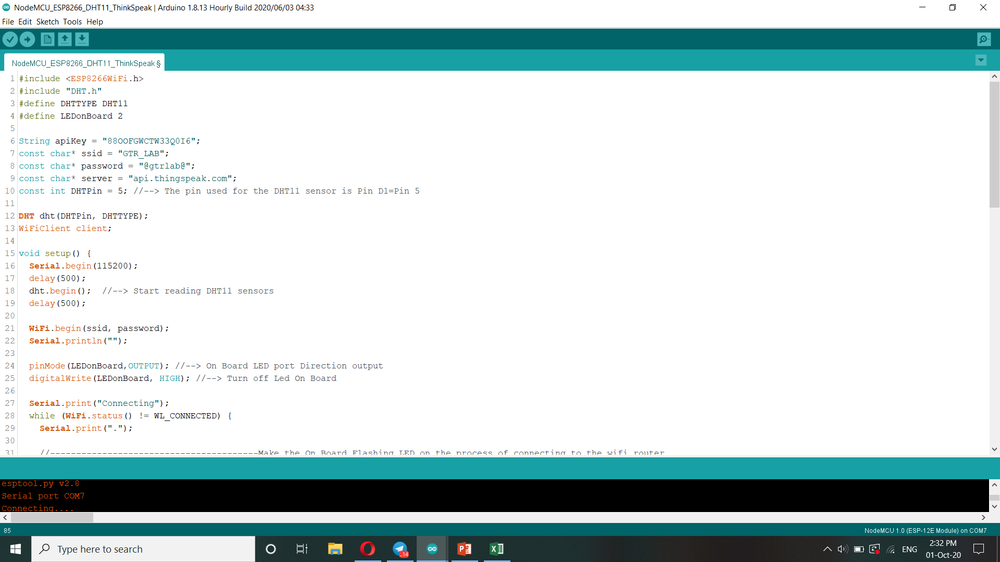 NodeMCU_ESP8266_DHT11_ThinkSpeak | Arduino 1.8.13 Hourly Build 2020/06/03 04:33
File Edit Sketch Tools Help
NodeMCU_ESP8266_DHT11_ThinkSpeak §
1 #include <ESP8266WiFi.h>
2 #include "DHT.h"
3 #define DHTTYPE DHT11
4 #define LEDonBoard 2
5
6 String apiKey = "88OOFGWCTW33Q0I6";
7 const char* ssid = "GTR_LAB";
8 const char* password = "@gtrlab@";
9 const char* server = "api.thingspeak.com";
10 const int DHTPin = 5; //--> The pin used for the DHT11 sensor is Pin D1=Pin 5
11
12 DHT dht(DHTPin, DHTTYPE);
13 WiFiClient client;
14
15 void setup() {
16   Serial.begin(115200);
17   delay(500);
18   dht.begin();  //--> Start reading DHT11 sensors
19   delay(500);
20
21   WiFi.begin(ssid, password);
22   Serial.println("");
23
24   pinMode(LEDonBoard,OUTPUT); //--> On Board LED port Direction output
25   digitalWrite(LEDonBoard, HIGH); //--> Turn off Led On Board
26
27   Serial.print("Connecting");
28   while (WiFi.status() != WL_CONNECTED) {
29     Serial.print(".");
30
31     //----------------------------------------Make the On Board Flashing LED on the process of connecting to the wifi router
esptool.py v2.8
Serial port COM7
Connecting....
85
NodeMCU 1.0 (ESP-12E Module) on COM7
Type here to search
..14
ENG
2:32 PM
01-Oct-20